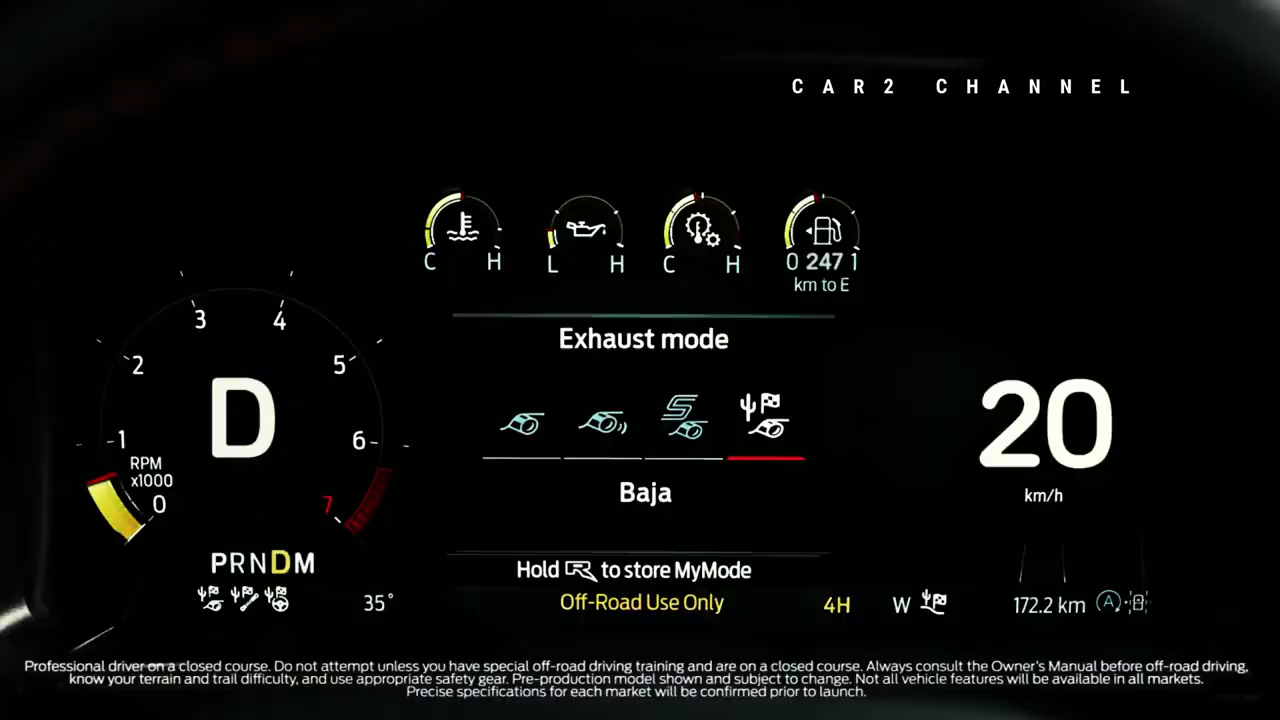 CAR2 CHANNEL
C H
L H
C H
0 247 1
km to E
Exhaust mode
Baja
Hold R to store MyMode
Off-Road Use Only
4H
W
0
1
2
3
4
5
6
7
RPM
x1000
D
PRNDM
35°
20
km/h
172.2 km
A
Professional driver on a closed course. Do not attempt unless you have special off-road driving training and are on a closed course. Always consult the Owner's Manual before off-road driving,
know your terrain and trail difficulty, and use appropriate safety gear. Pre-production model shown and subject to change. Not all vehicle features will be available in all markets.
Precise specifications for each market will be confirmed prior to launch.